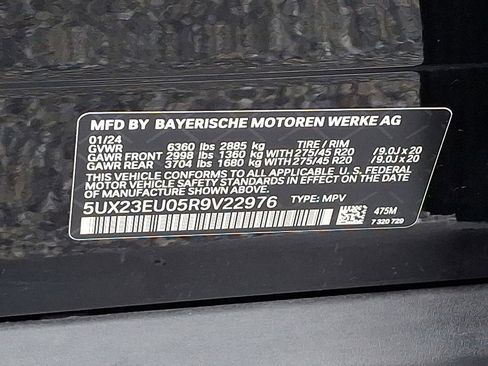 MFD BY BAYERISCHE MOTOREN WERKE AG
01/24
GVWR 6360 lbs 2885 kg TIRE / RIM
GAWR FRONT 2998 lbs 1360 kg WITH 275/45 R20 / 9.0J x 20
GAWR REAR 3704 lbs 1680 kg WITH 275/45 R20 / 9.0J x 20
THIS VEHICLE CONFORMS TO ALL APPLICABLE U.S. FEDERAL
MOTOR VEHICLE SAFETY STANDARDS IN EFFECT ON THE
DATE OF MANUFACTURE SHOWN ABOVE.
5UX23EU05R9V22976 TYPE: MPV
475M
7 320 729